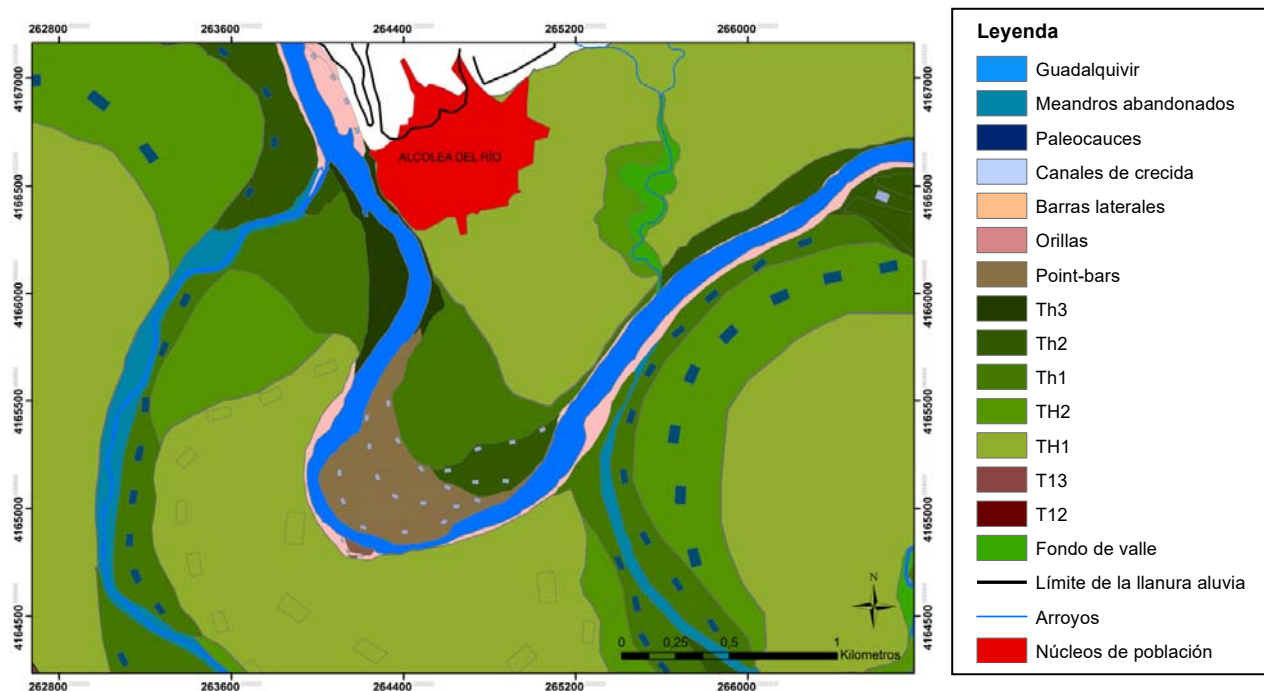 262800 263600 264400 265200 266000
4167000 4167000
4166500 4166500
4166000 4166000
4165500 4165500
4165000 4165000
4164500 4164500
ALCOLEA DEL RÍO
N
0 0,25 0,5 1
Kilometros
262800 263600 264400 265200 266000
Leyenda
Guadalquivir
Meandros abandonados
Paleocauces
Canales de crecida
Barras laterales
Orillas
Point-bars
Th3
Th2
Th1
TH2
TH1
T13
T12
Fondo de valle
Límite de la llanura aluvia
Arroyos
Núcleos de población